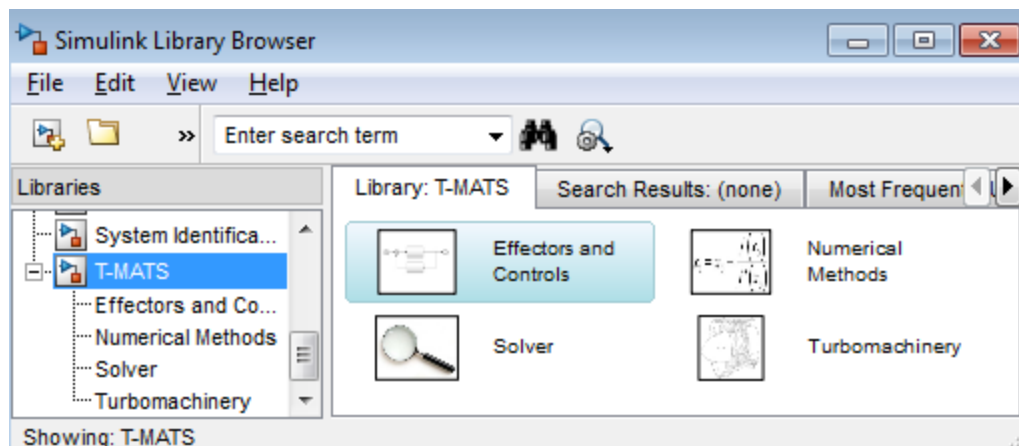 Simulink Library Browser
File Edit View Help
» Enter search term
Libraries
Library: T-MATS Search Results: (none) Most Frequent
System Identifica...
T-MATS
Effectors and Co...
Numerical Methods
Solver
Turbomachinery
Effectors and
Controls
Numerical
Methods
Solver
Turbomachinery
Showing: T-MATS